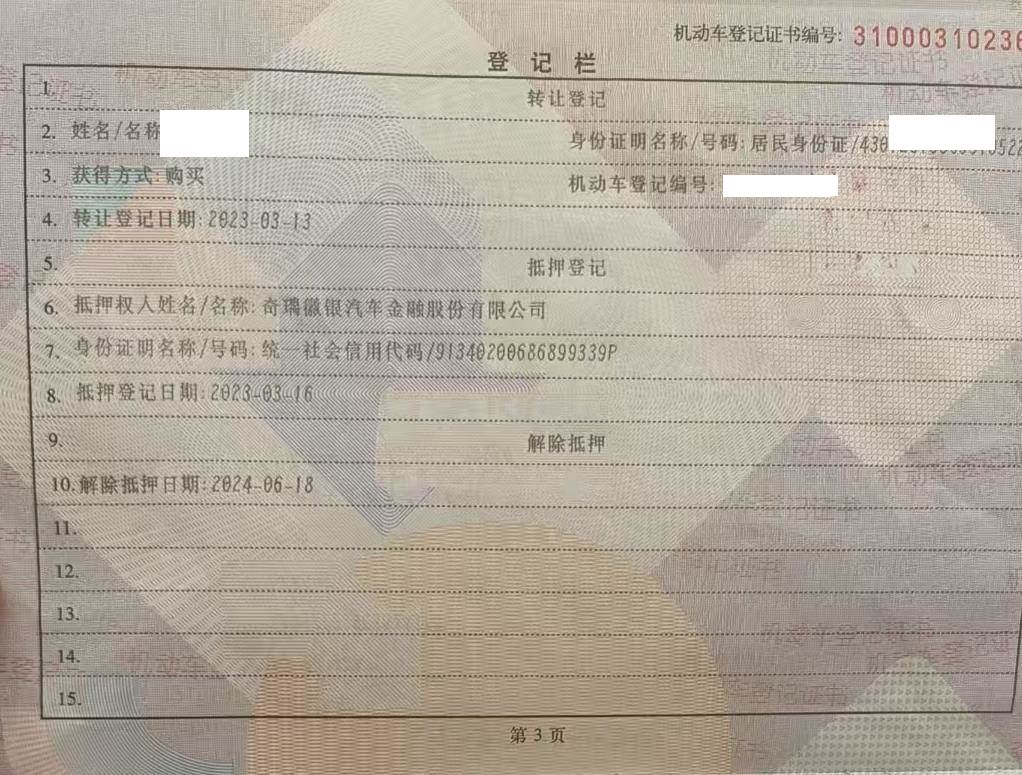 机动车登记证书编号: 31000310236
登 记 栏
1. 转让登记
2. 姓名/名称 身份证明名称/号码: 居民身份证/430
3. 获得方式: 购买 机动车登记编号:
4. 转让登记日期: 2023-03-13
5. 抵押登记
6. 抵押权人姓名/名称: 奇瑞徽银汽车金融股份有限公司
7. 身份证明名称/号码: 统一社会信用代码/91340200686899339P
8. 抵押登记日期: 2023-03-16
9. 解除抵押
10. 解除抵押日期: 2024-06-18
11.
12.
13.
14.
15.
第 3 页